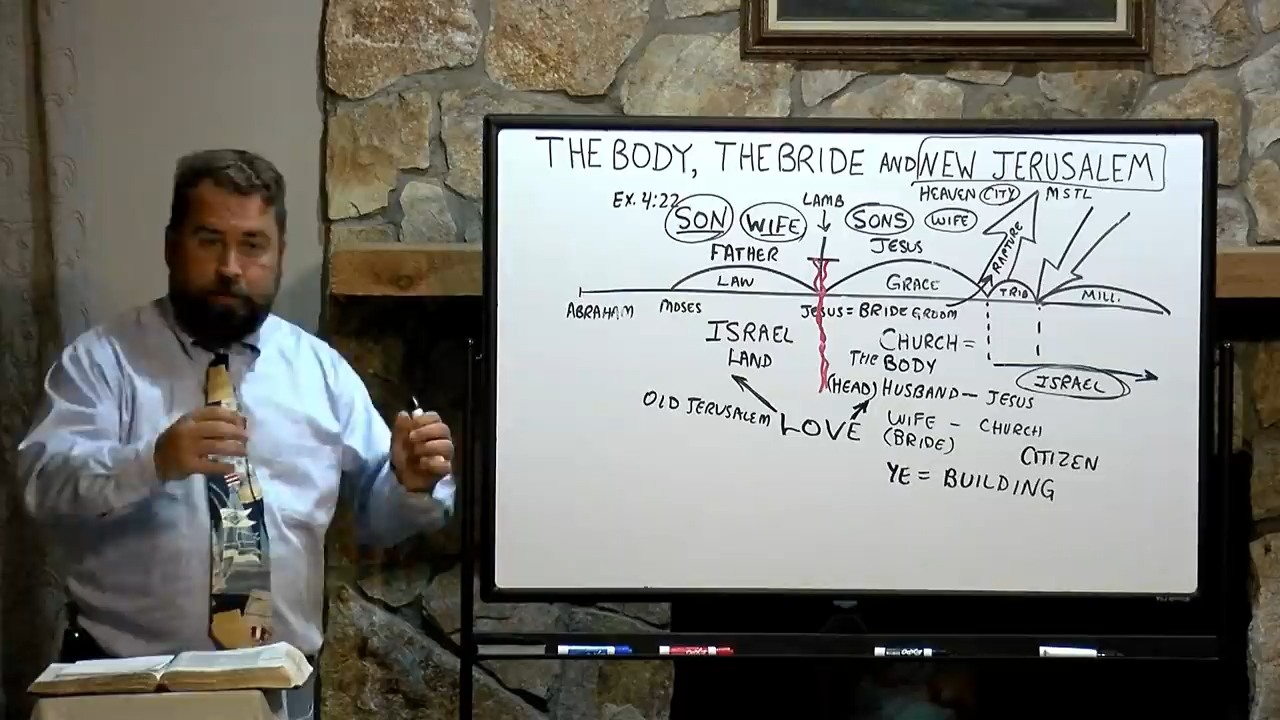 THE BODY, THE BRIDE AND NEW JERUSALEM
EX. 4:22
SON
WIFE
LAMB
SONS
WIFE
HEAVEN CITY
MSTL
FATHER
JESUS
RAPTURE
LAW
GRACE
TRIB
MILL.
ABRAHAM
MOSES
JESUS = BRIDEGROOM
ISRAEL
LAND
CHURCH =
THE BODY
ISRAEL
(HEAD) HUSBAND - JESUS
OLD JERUSALEM
LOVE
WIFE - CHURCH
(BRIDE)
CITIZEN
YE = BUILDING